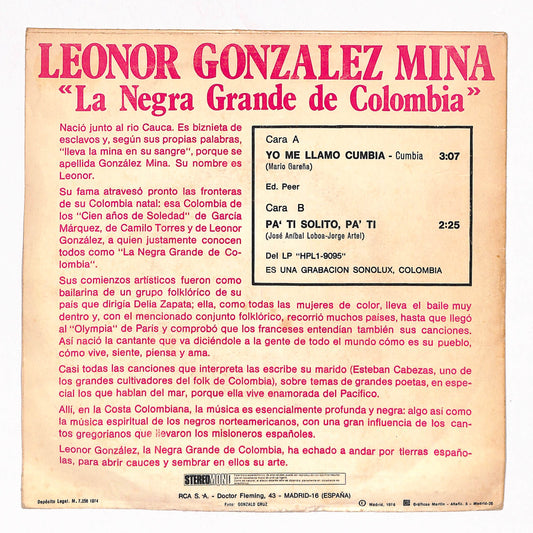 LEONOR GONZALEZ MINA
“La Negra Grande de Colombia”
Nació junto al rio Cauca. Es biznieta de
esclavos y, según sus propias palabras,
"lleva la mina en su sangre", porque se
apellida González Mina. Su nombre es
Leonor.
Su fama atravesó pronto las fronteras
de su Colombia natal: esa Colombia de
los "Cien años de Soledad" de García
Márquez, de Camilo Torres y de Leonor
González, a quien justamente conocen
todos como "La Negra Grande de Co-
lombia".
Cara A
YO ME LLAMO CUMBIA - Cumbia 3:07
(Mario Gareña)
Ed. Peer
Cara B
PA' TI SOLITO, PA' TI 2:25
(José Aníbal Loboa-Jorge Artel)
Del LP "HPL1-9095"
ES UNA GRABACION SONOLUX, COLOMBIA
Sus comienzos artísticos fueron como
bailarina de un grupo folklórico de su
país que dirigia Delia Zapata; ella, como todas las mujeres de color, lleva el baile muy
dentro y, con el mencionado conjunto folklórico, recorrió muchos países, hasta que llegó
al "Olympia" de París y comprobó que los franceses entendían también sus canciones.
Así nació la cantante que va diciéndole a la gente de todo el mundo cómo es su pueblo,
cómo vive, siente, piensa y ama.
Casi todas las canciones que interpreta las escribe su marido (Esteban Cabezas, uno de
los grandes cultivadores del folk de Colombia), sobre temas de grandes poetas, en espe-
cial los que hablan del mar, porque ella vive enamorada del Pacífico.
Allí, en la Costa Colombiana, la música es esencialmente profunda y negra: algo así como
la música espiritual de los negros norteamericanos, con una gran influencia de los can-
tos gregorianos que llevaron los misioneros españoles.
Leonor González, la Negra Grande de Colombia, ha echado a andar por tierras españo-
las, para abrir cauces y sembrar en ellos su arte.
STEREO MONO
RCA S. A. - Doctor Fleming, 43 - MADRID-16 (ESPAÑA)
Depósito Legal. M. 7.256 1974
Foto: GONZALO CRUZ
Madrid, 1974
Gráficas Martín - Altafis, 5 - Madrid-25